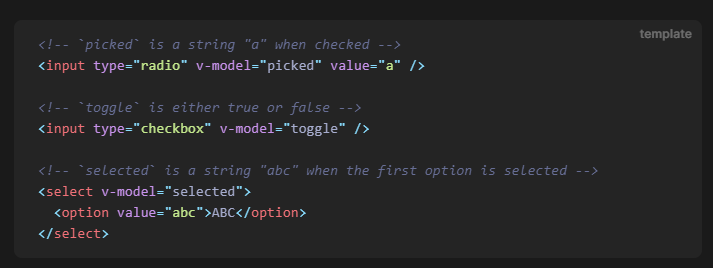 template
<!-- `picked` is a string "a" when checked -->
<input type="radio" v-model="picked" value="a" />
<!-- `toggle` is either true or false -->
<input type="checkbox" v-model="toggle" />
<!-- `selected` is a string "abc" when the first option is selected -->
<select v-model="selected">
  <option value="abc">ABC</option>
</select>